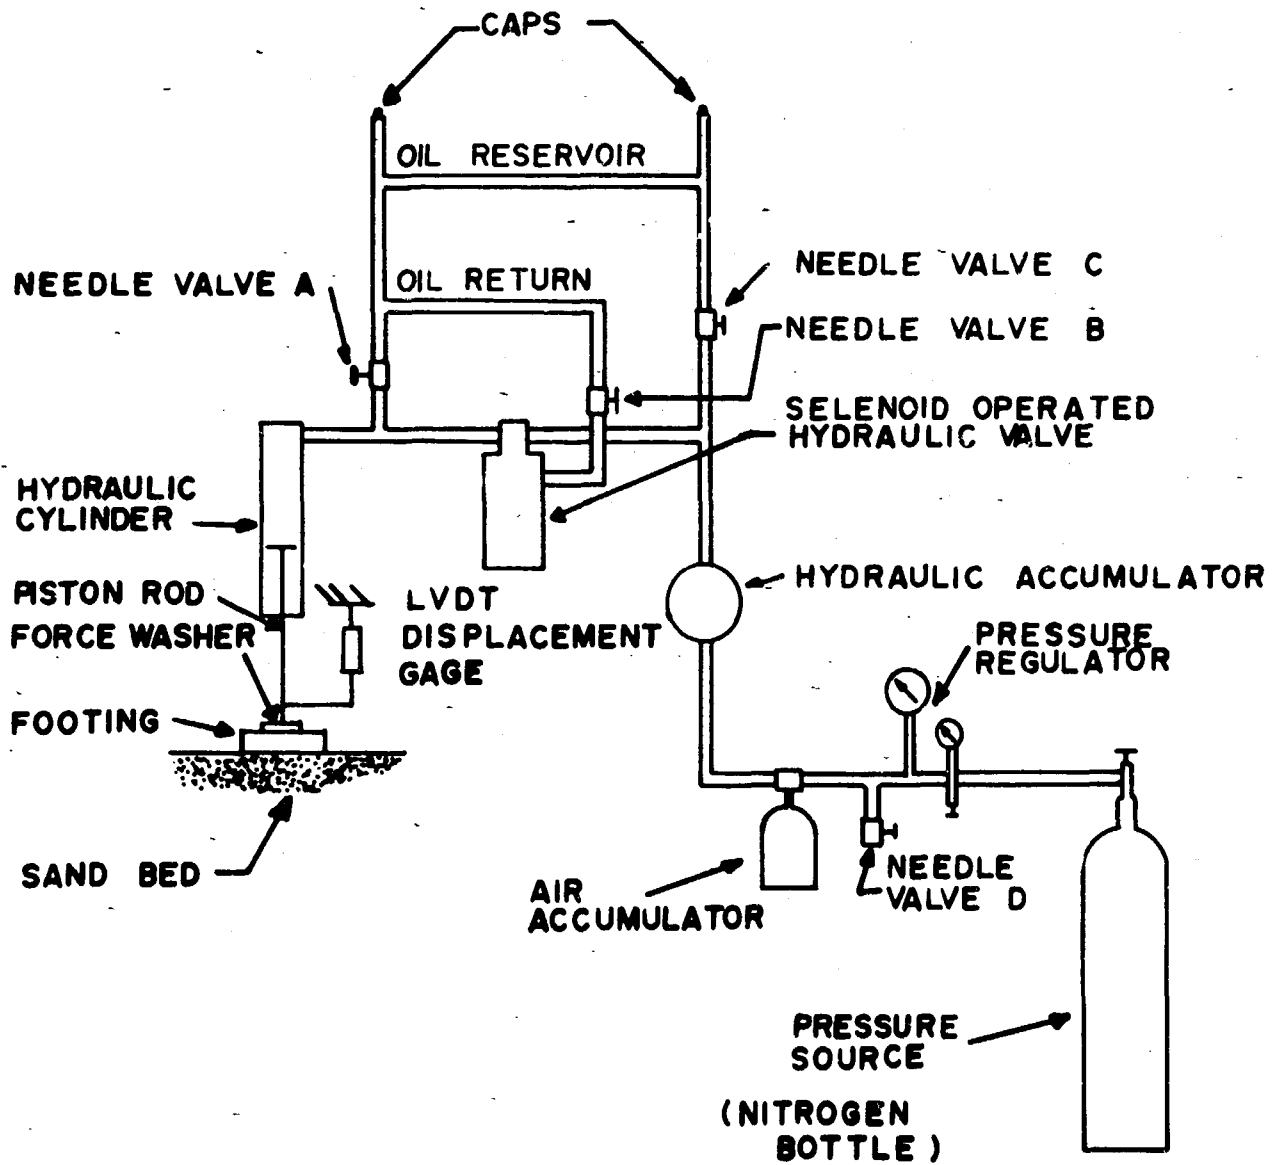 CAPS
OIL RESERVOIR
NEEDLE VALVE A
OIL RETURN
NEEDLE VALVE C
NEEDLE VALVE B
SELENOID OPERATED
HYDRAULIC VALVE
HYDRAULIC
CYLINDER
HYDRAULIC ACCUMULATOR
PISTON ROD
FORCE WASHER
LVDT
DISPLACEMENT
GAGE
PRESSURE
REGULATOR
FOOTING
SAND BED
AIR
ACCUMULATOR
NEEDLE
VALVE D
PRESSURE
SOURCE
(NITROGEN
BOTTLE)